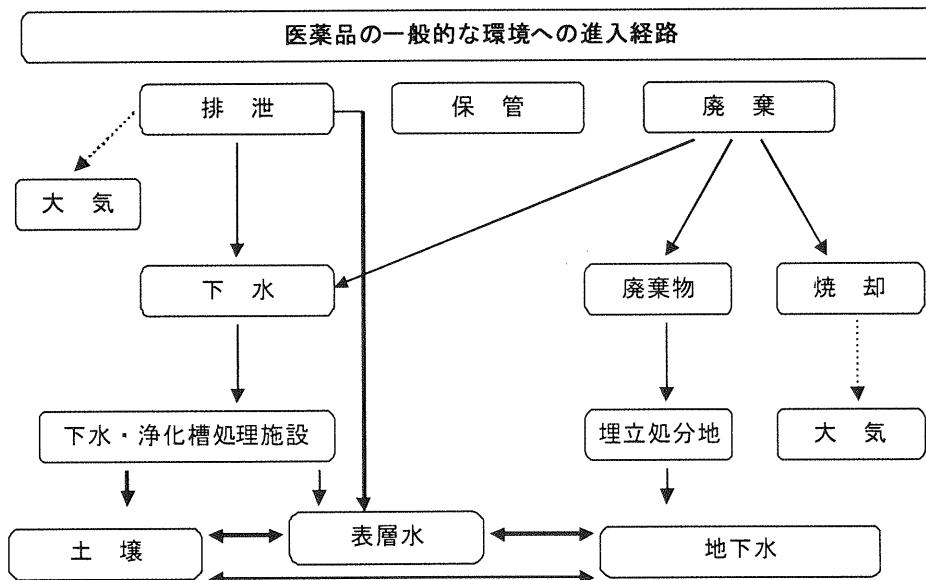 医薬品の一般的な環境への進入経路
排 泄
保 管
廃 棄
大 気
下 水
廃棄物
焼 却
下水・浄化槽処理施設
埋立処分地
大 気
土 壌
表層水
地下水